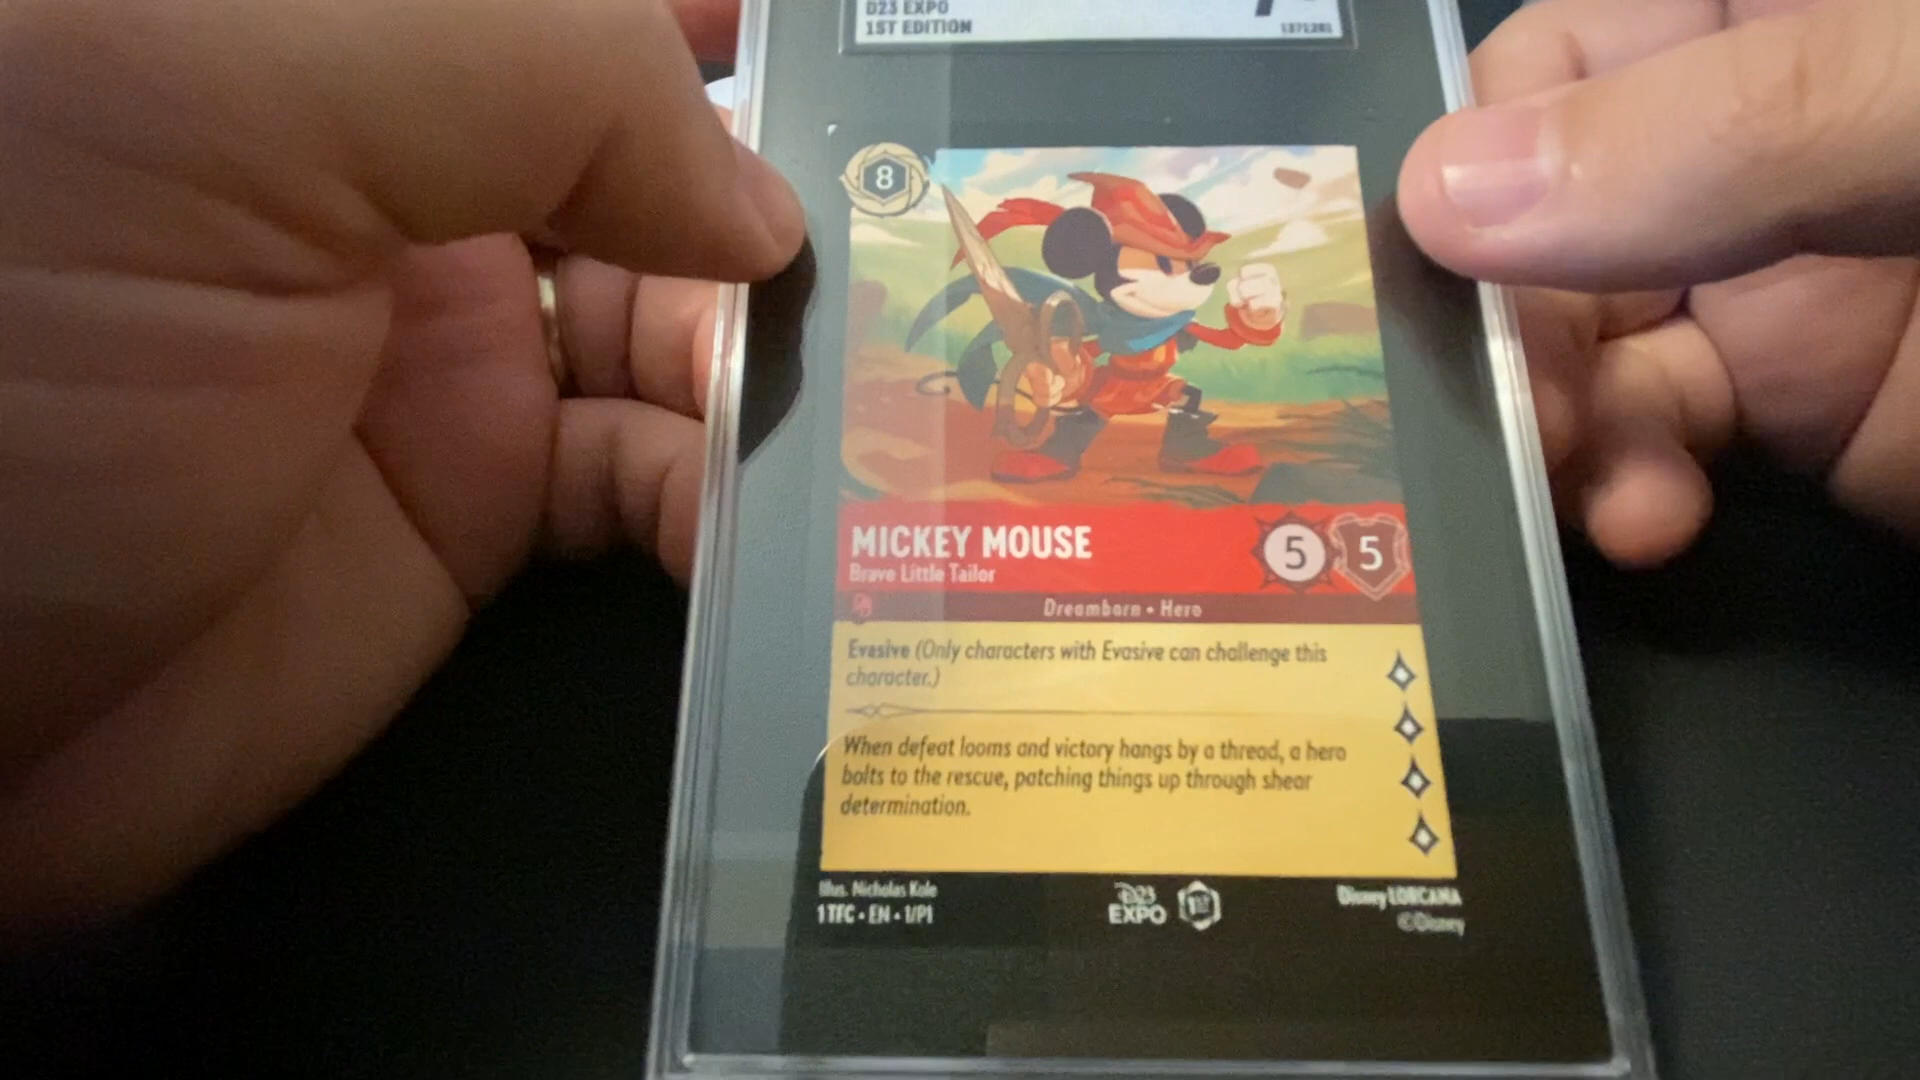 D23 EXPO
1ST EDITION
1371281
8
MICKEY MOUSE
Brave Little Tailor
5
5
Dreamborn • Hero
Evasive (Only characters with Evasive can challenge this
character.)
When defeat looms and victory hangs by a thread, a hero
bolts to the rescue, patching things up through shear
determination.
Illus. Nicholas Kole
1TFC • EN • 1/P1
D23
EXPO
1ST
Disney LORCANA
©Disney